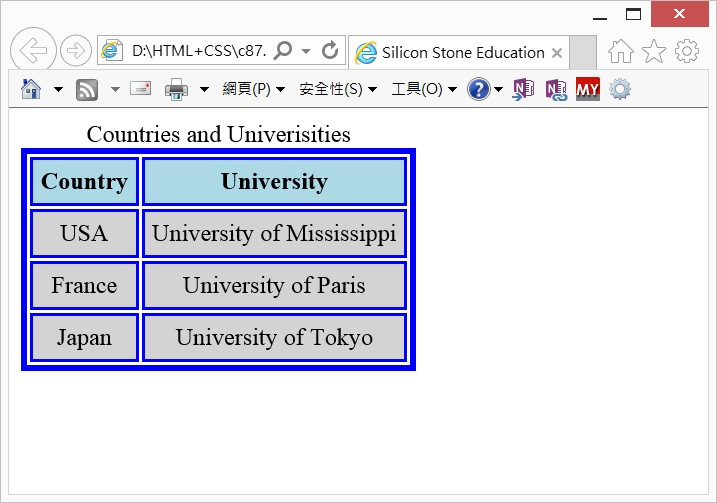 D:\HTML+CSS\c87.
Silicon Stone Education
網頁(P) 安全性(S) 工具(O) ? N N MY
Countries and Univerisities
Country University
USA University of Mississippi
France University of Paris
Japan University of Tokyo